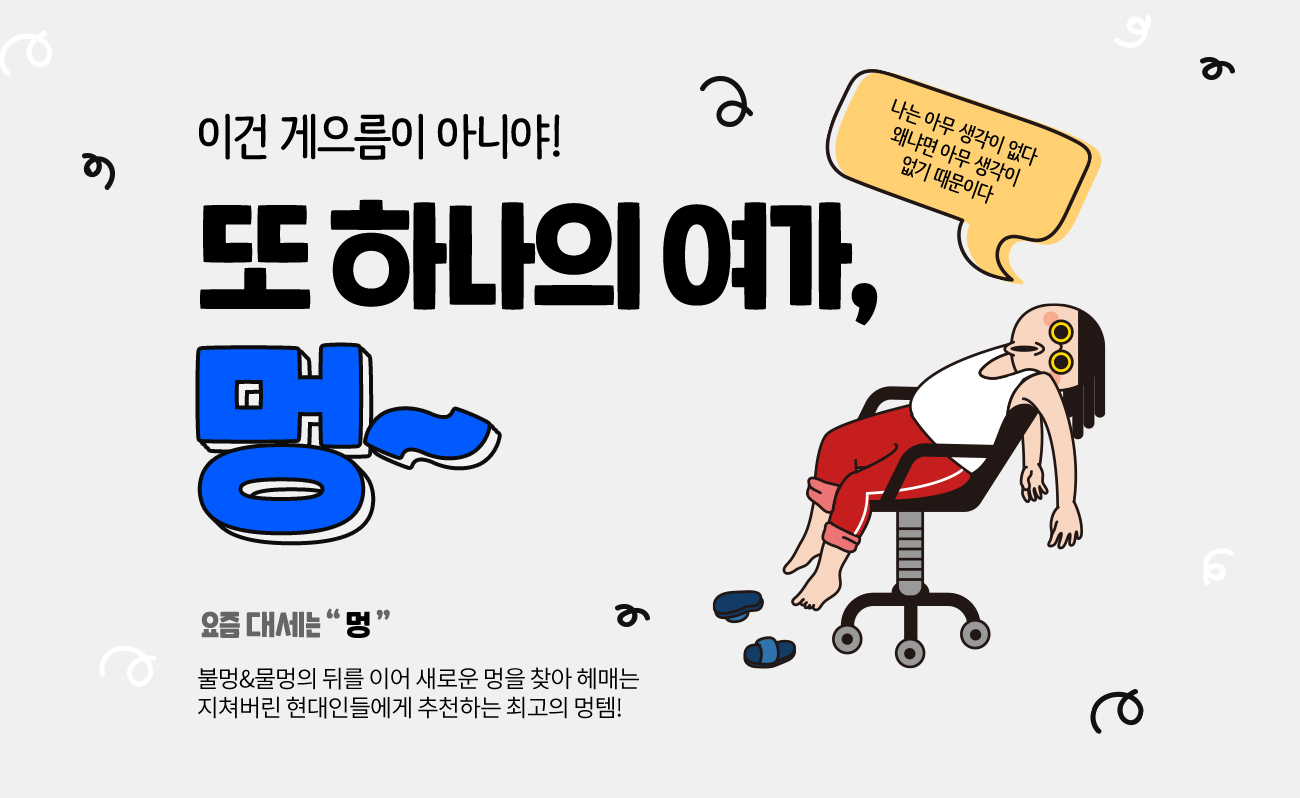 이건 게으름이 아니야!
또 하나의 여가,
멍~
나는 아무 생각이 없다
왜냐면 아무 생각이
없기 때문이다
요즘 대세는 “ 멍 ”
불멍&물멍의 뒤를 이어 새로운 멍을 찾아 헤매는
지쳐버린 현대인들에게 추천하는 최고의 멍템!